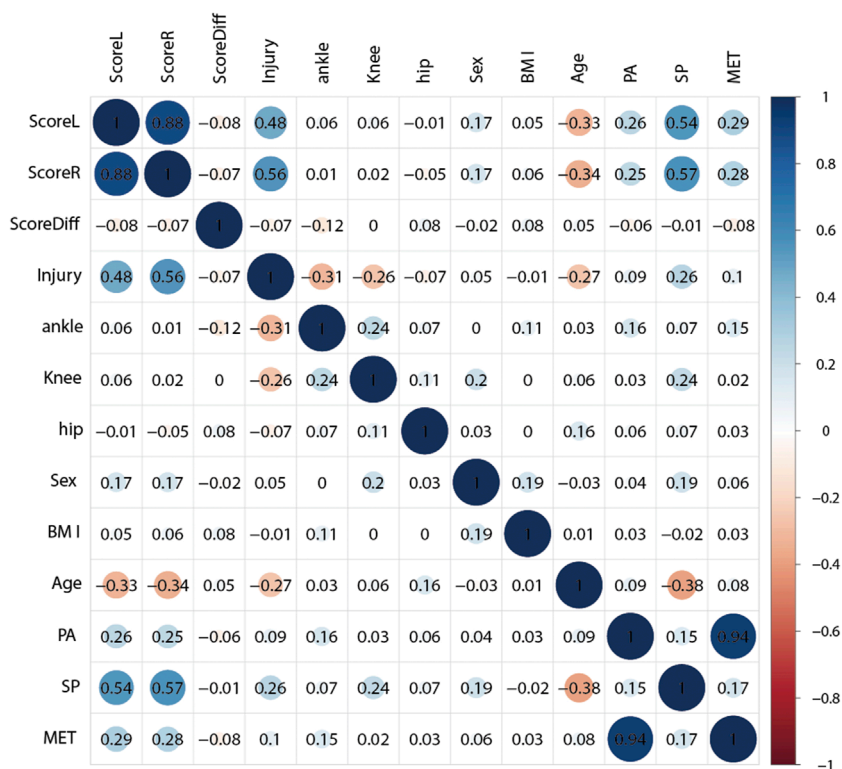 ScoreL ScoreR ScoreDiff Injury ankle Knee hip Sex BMI Age PA SP MET
ScoreL 1 0.88 −0.08 0.48 0.06 0.06 −0.01 0.17 0.05 −0.33 0.26 0.54 0.29
ScoreR 0.88 1 −0.07 0.56 0.01 0.02 −0.05 0.17 0.06 −0.34 0.25 0.57 0.28
ScoreDiff −0.08 −0.07 1 −0.07 −0.12 0 0.08 −0.02 0.08 0.05 −0.06 −0.01 −0.08
Injury 0.48 0.56 −0.07 1 −0.31 −0.26 −0.07 0.05 −0.01 −0.27 0.09 0.26 0.1
ankle 0.06 0.01 −0.12 −0.31 1 0.24 0.07 0 0.11 0.03 0.16 0.07 0.15
Knee 0.06 0.02 0 −0.26 0.24 1 0.11 0.2 0 0.06 0.03 0.24 0.02
hip −0.01 −0.05 0.08 −0.07 0.07 0.11 1 0.03 0 0.16 0.06 0.07 0.03
Sex 0.17 0.17 −0.02 0.05 0 0.2 0.03 1 0.19 −0.03 0.04 0.19 0.06
BMI 0.05 0.06 0.08 −0.01 0.11 0 0 0.19 1 0.01 0.03 −0.02 0.03
Age −0.33 −0.34 0.05 −0.27 0.03 0.06 0.16 −0.03 0.01 1 0.09 −0.38 0.08
PA 0.26 0.25 −0.06 0.09 0.16 0.03 0.06 0.04 0.03 0.09 1 0.15 0.94
SP 0.54 0.57 −0.01 0.26 0.07 0.24 0.07 0.19 −0.02 −0.38 0.15 1 0.17
MET 0.29 0.28 −0.08 0.1 0.15 0.02 0.03 0.06 0.03 0.08 0.94 0.17 1
1
0.8
0.6
0.4
0.2
0
−0.2
−0.4
−0.6
−0.8
−1